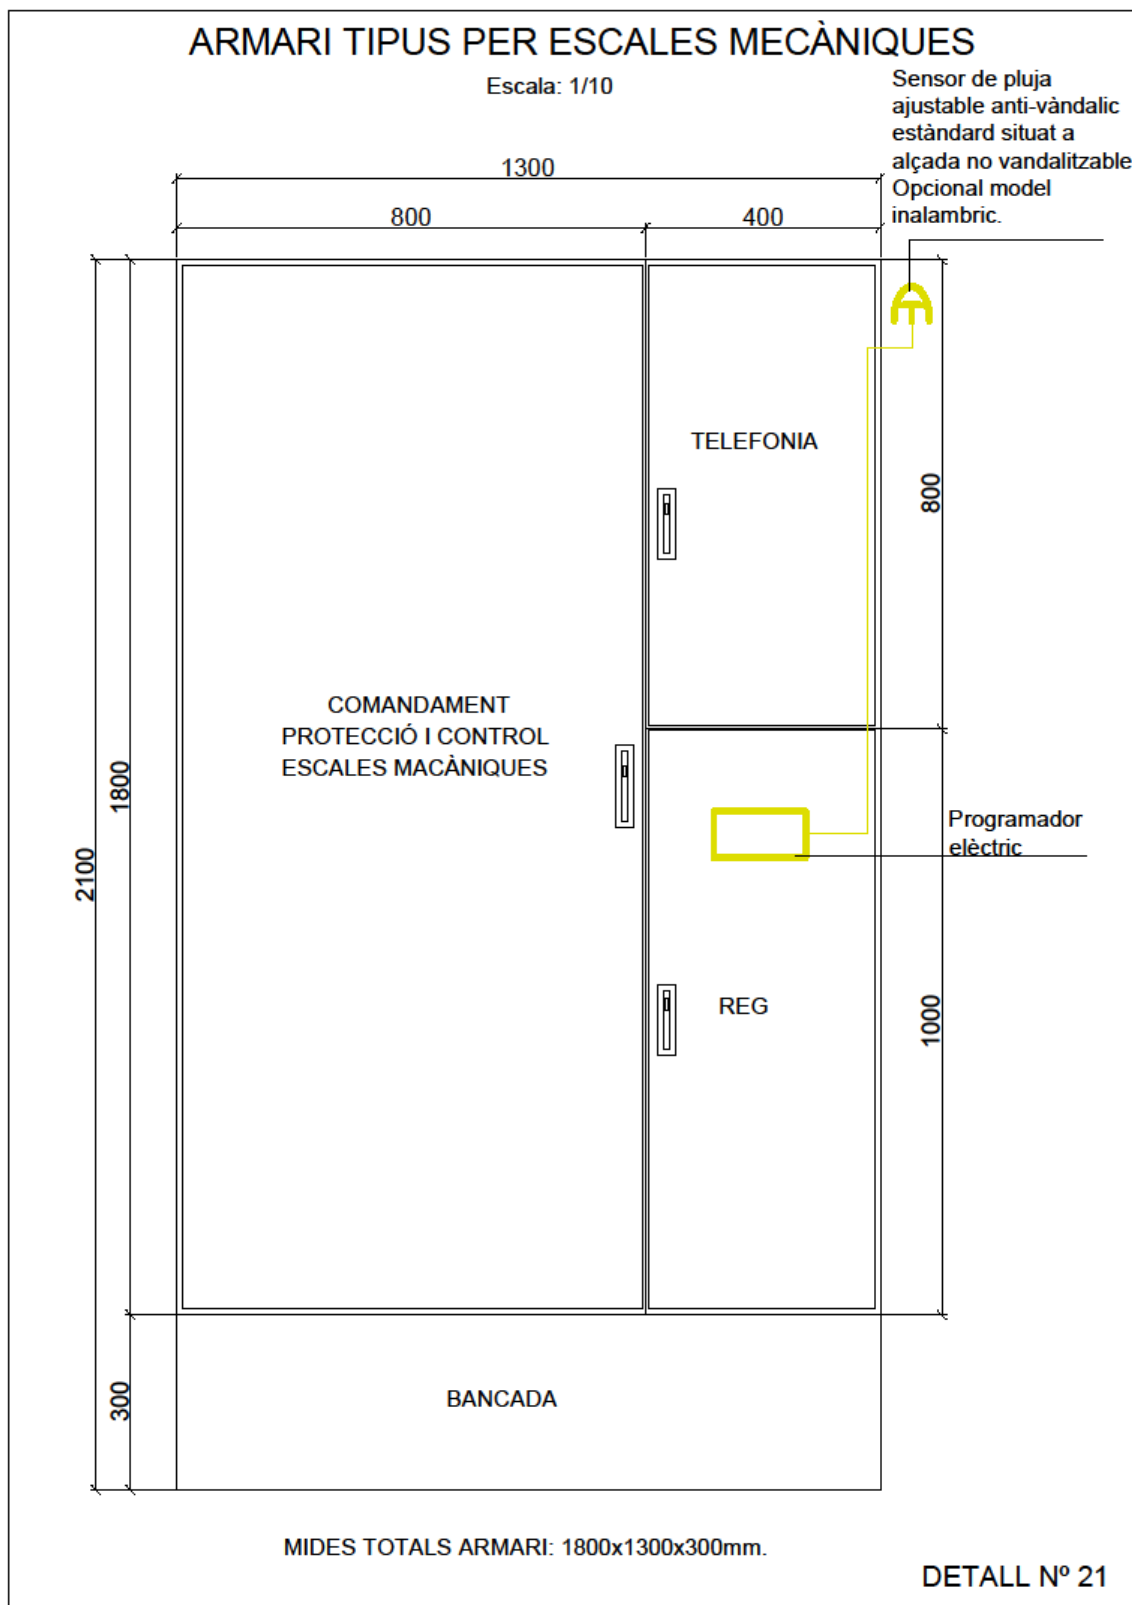 ARMARI TIPUS PER ESCALES MECÀNIQUES
Escala: 1/10
Sensor de pluja
ajustable anti-vàndalic
estàndard situat a
alçada no vandalitzable
Opcional model
inalambric.
1300
800
400
TELEFONIA
800
COMANDAMENT
PROTECCIÓ I CONTROL
ESCALES MACÀNIQUES
1800
2100
Programador
elèctric
REG
1000
300
BANCADA
MIDES TOTALS ARMARI: 1800x1300x300mm.
DETALL Nº 21